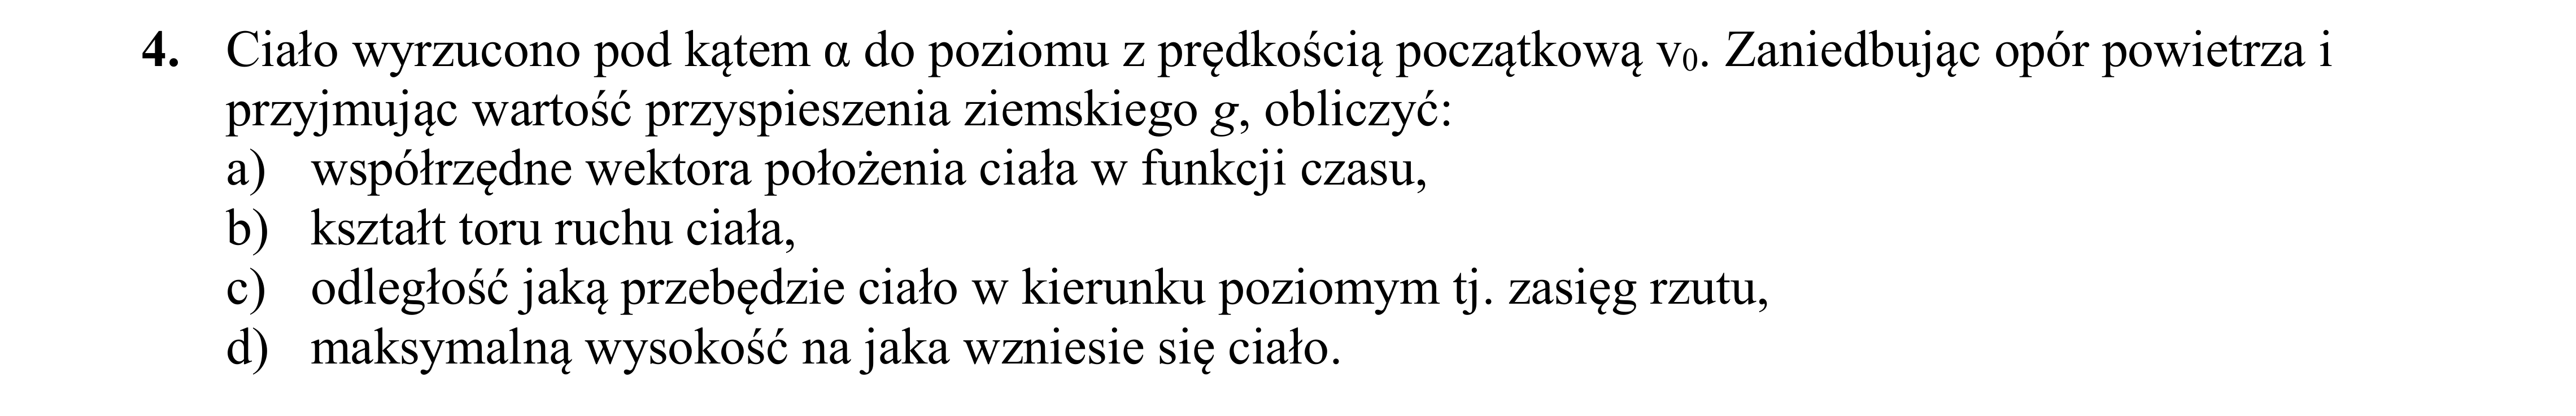 4. Ciało wyrzucono pod kątem α do poziomu z prędkością początkową v₀. Zaniedbując opór powietrza i
przyjmując wartość przyspieszenia ziemskiego g, obliczyć:
a) współrzędne wektora położenia ciała w funkcji czasu,
b) kształt toru ruchu ciała,
c) odległość jaką przebędzie ciało w kierunku poziomym tj. zasięg rzutu,
d) maksymalną wysokość na jaka wzniesie się ciało.